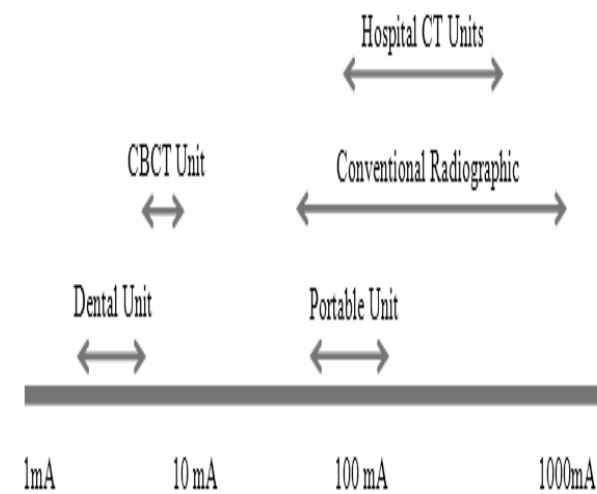 Hospital CT Units
CBCT Unit
Conventional Radiographic
Dental Unit
Portable Unit
1mA
10 mA
100 mA
1000mA